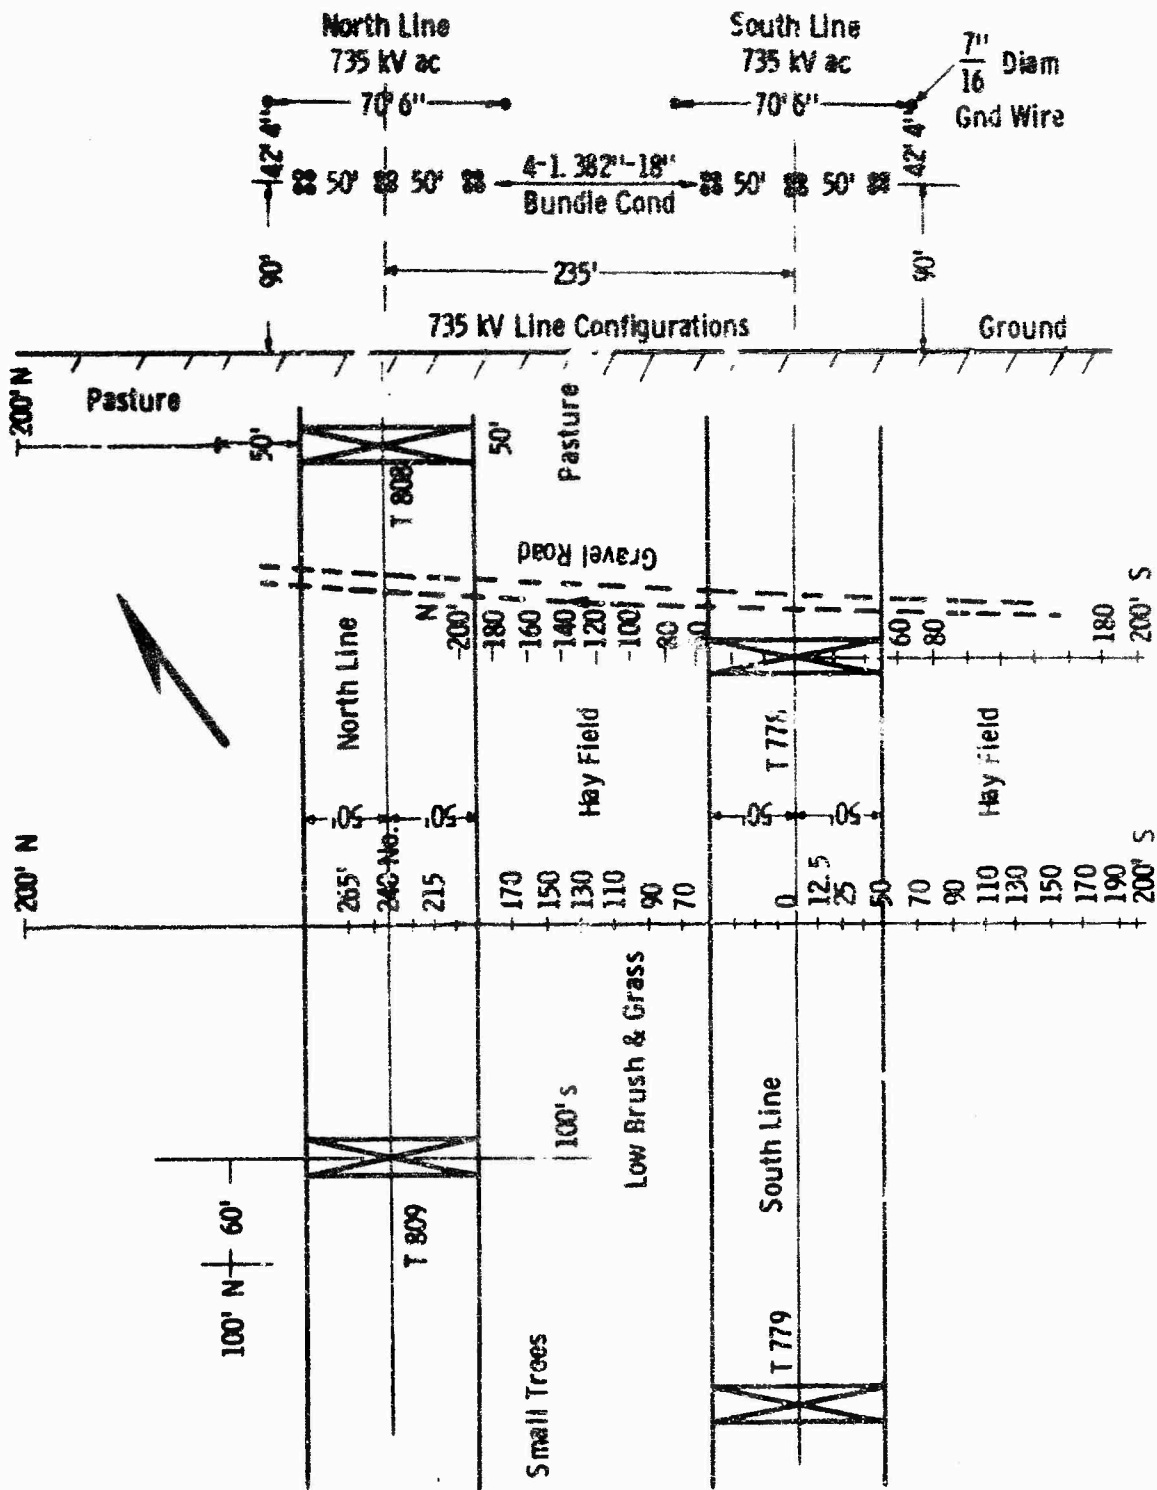 North Line
735 kV ac
South Line
735 kV ac
7"
16
Diam
Gnd Wire
70' 6"
70' 6"
42' 4"
42' 4"
50'
50'
4-1.382"-18"
Bundle Cond
50'
50'
90'
235'
90'
735 kV Line Configurations
Ground
200' N
Pasture
50'
50'
Pasture
T 808
Gravel Road
North Line
N
-200'
-180
-160
-140
-120
-100
-80
60
80
180
200' S
Hay Field
Hay Field
50'
50'
50'
50'
200' N
265'
240 No.
215
170
150
130
110
90
70
0
12.5
25
50
70
90
110
130
150
170
190
200' S
Low Brush & Grass
100' S
T 809
60'
100' N
South Line
T 779
Small Trees